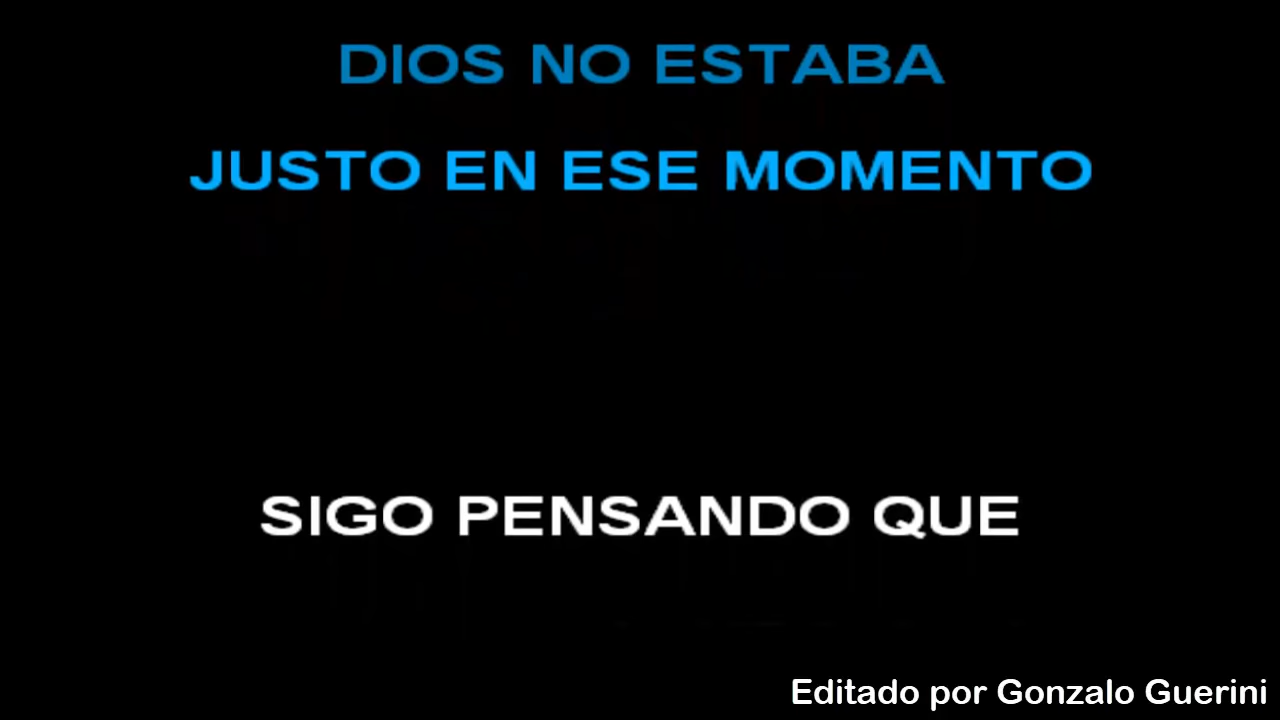 DIOS NO ESTABA
JUSTO EN ESE MOMENTO
SIGO PENSANDO QUE
Editado por Gonzalo Guerini